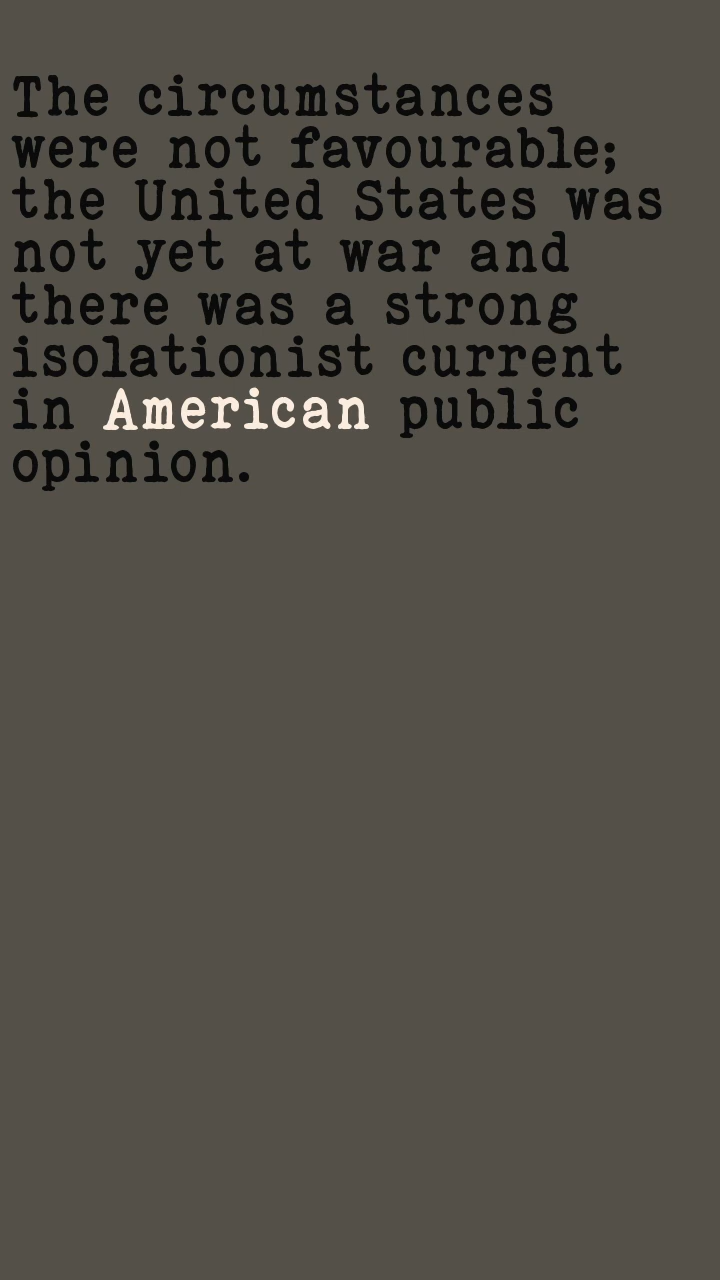 The circumstances
were not favourable;
the United States was
not yet at war and
there was a strong
isolationist current
in American public
opinion.